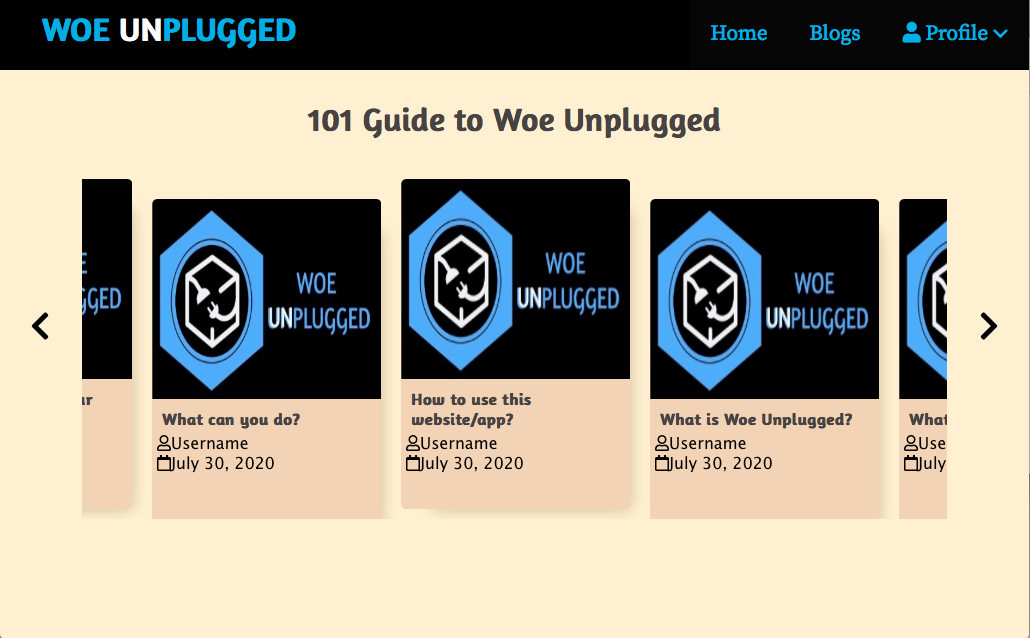 WOE UNPLUGGED
Home Blogs Profile
101 Guide to Woe Unplugged
WOE
UNPLUGGED
What can you do?
Username
July 30, 2020
WOE
UNPLUGGED
How to use this
website/app?
Username
July 30, 2020
WOE
UNPLUGGED
What is Woe Unplugged?
Username
July 30, 2020
What
Use
July